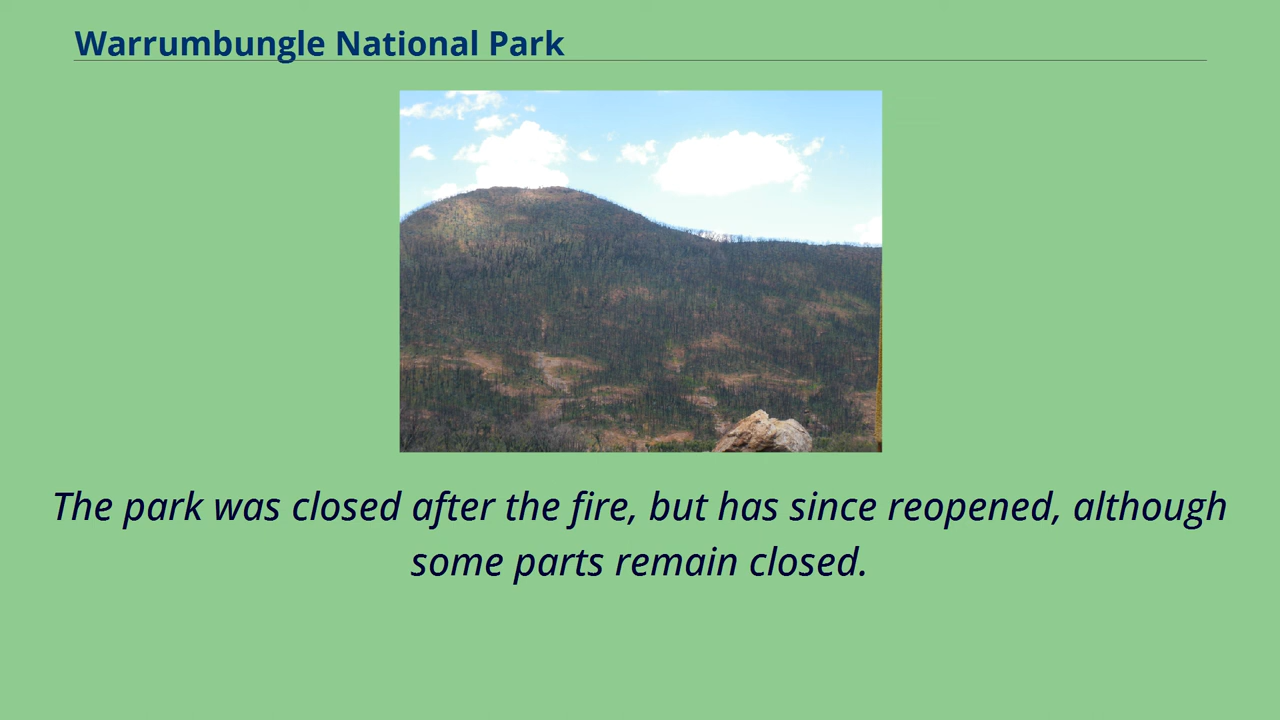 Warrumbungle National Park
The park was closed after the fire, but has since reopened, although
some parts remain closed.